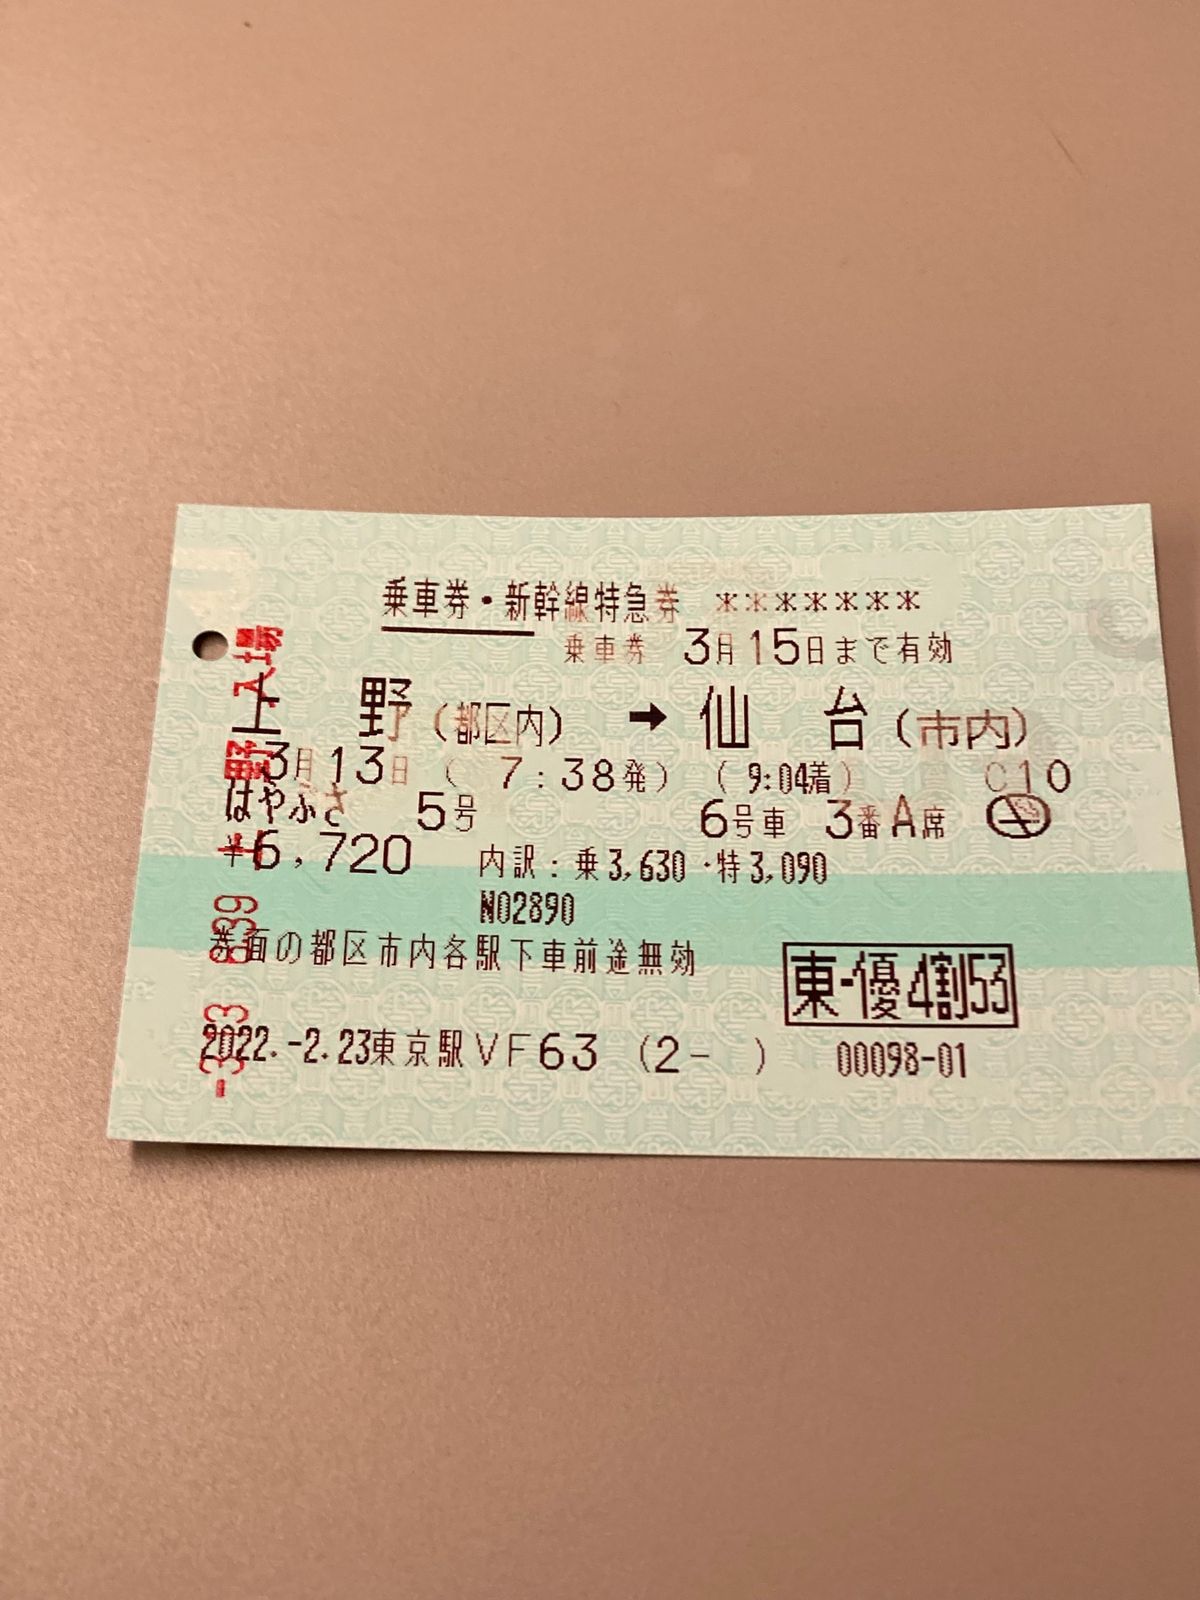 乗車券・新幹線特急券 *******
乗車券 3月15日まで有効
上野(都区内) ➡ 仙台(市内)
3月13日 ( 7:38発) ( 9:04着) C10
はやぶさ 5号 6号車 3番A席
¥6,720 内訳:乗3,630・特3,090
N02890
券面の都区市内各駅下車前途無効
東-優4割53
2022.-2.23東京駅VF63 (2- ) 00098-01
上野 入場